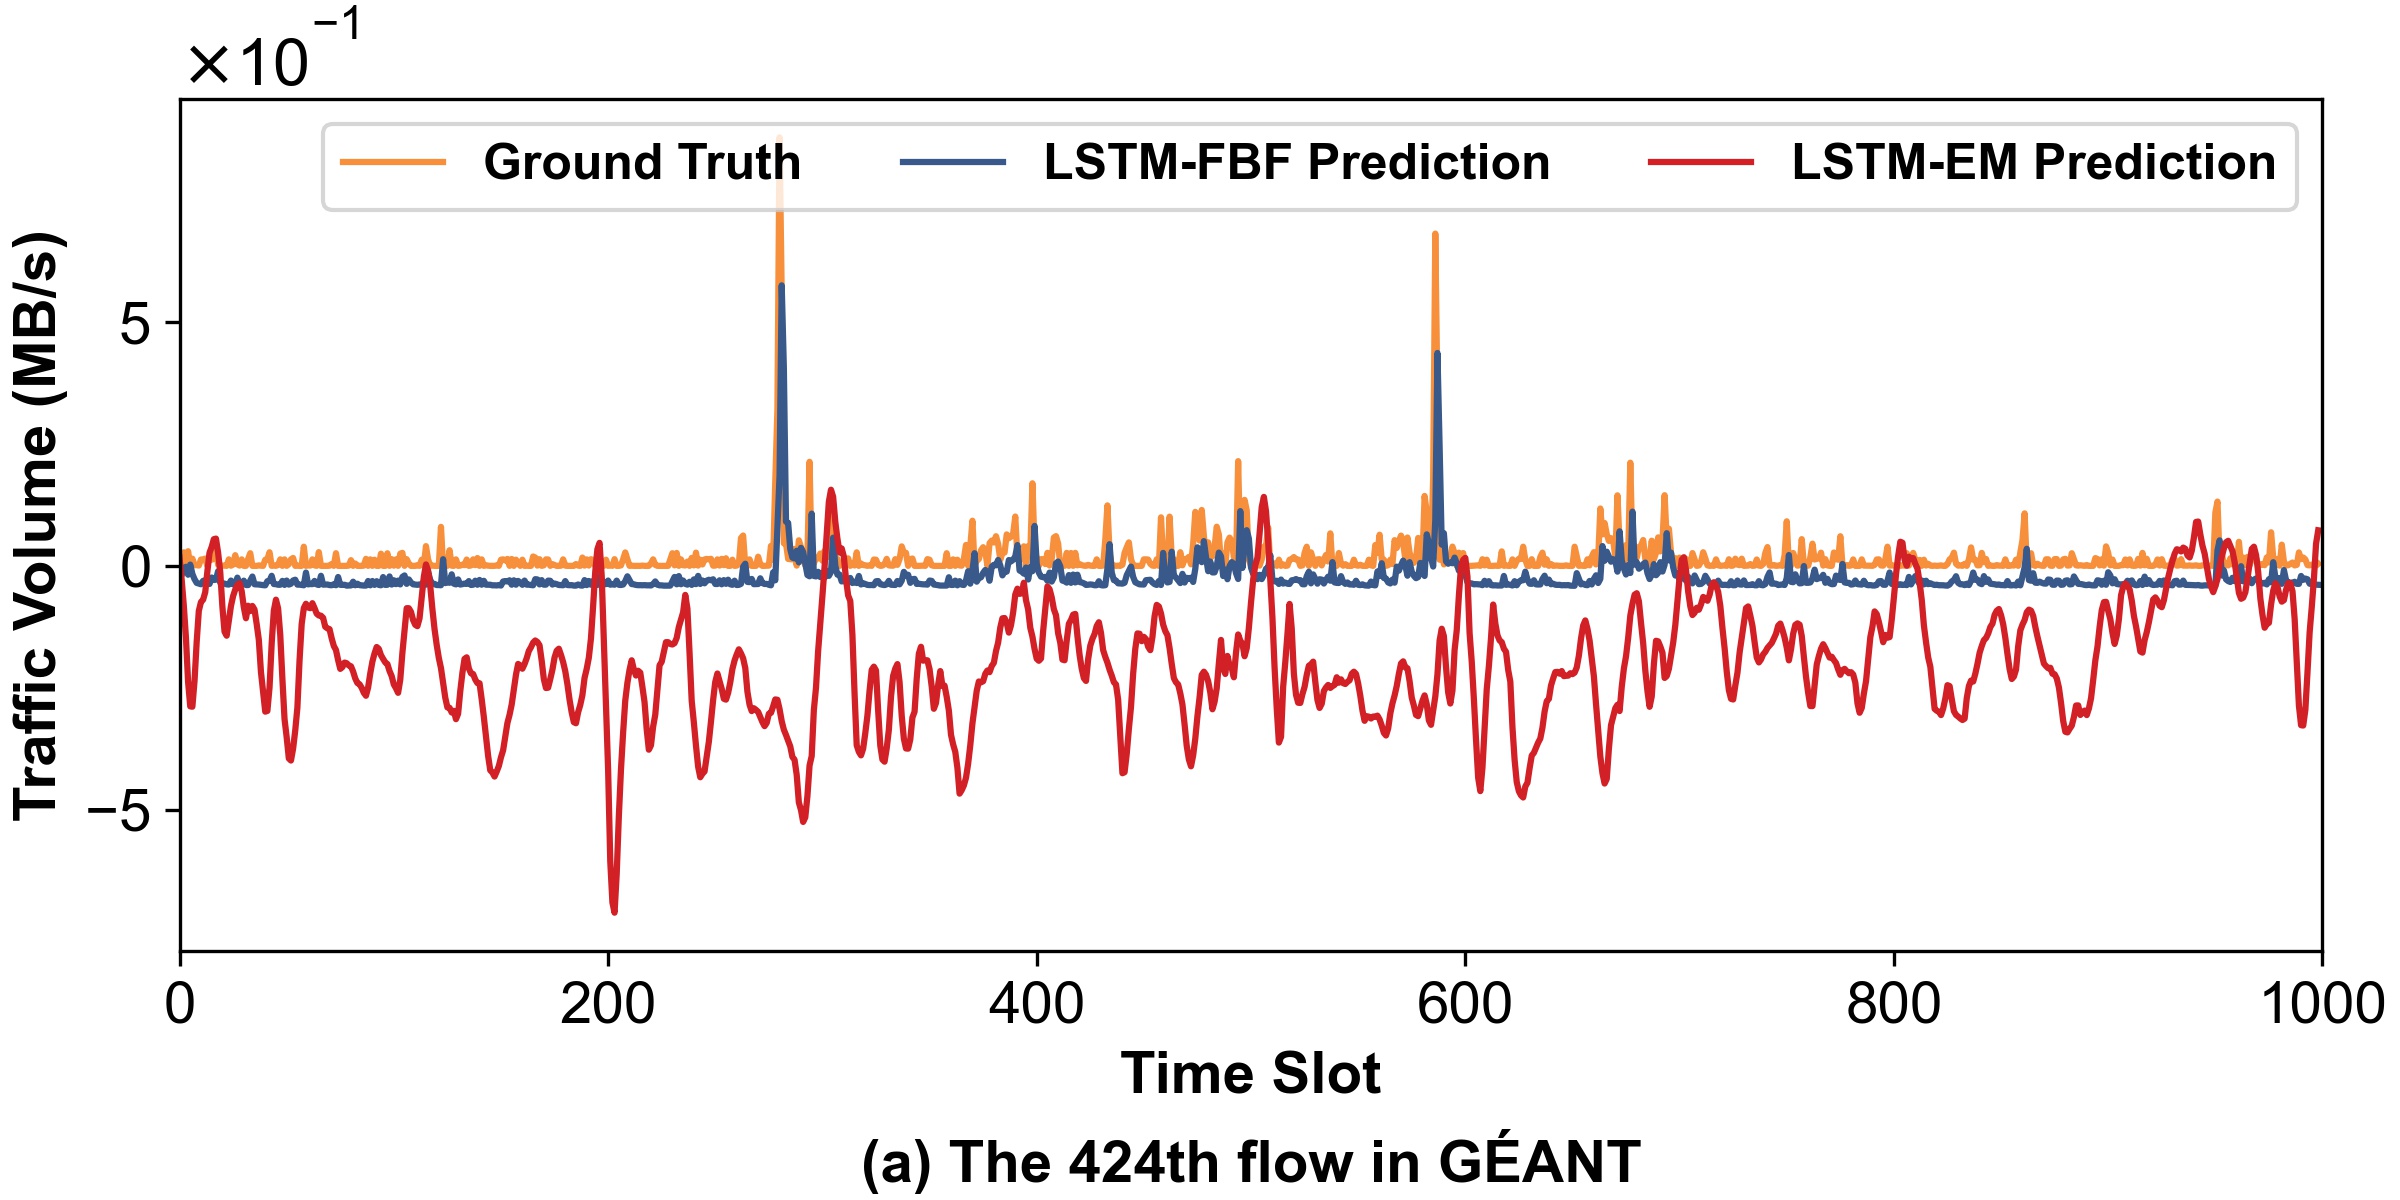 ×10⁻¹
Ground Truth
LSTM-FBF Prediction
LSTM-EM Prediction
Traffic Volume (MB/s)
5
0
−5
0 200 400 600 800 1000
Time Slot
(a) The 424th flow in GÉANT